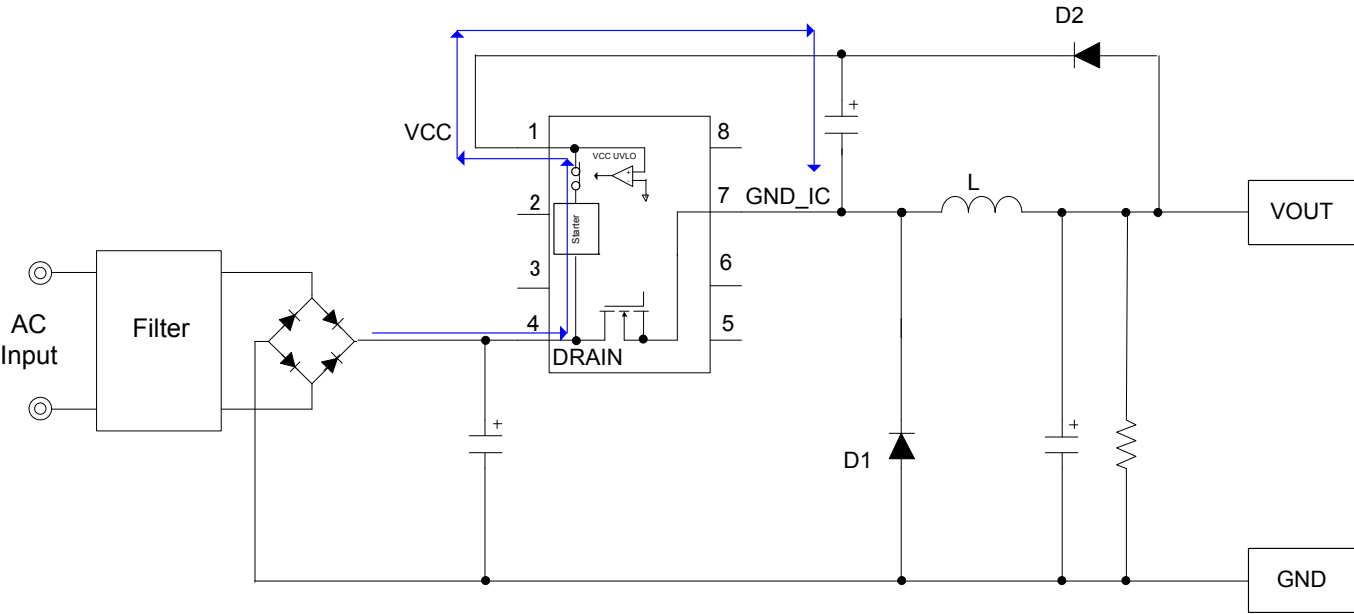 D2
+
VCC
1
8
VCC UVLO
+
-
7
GND_IC
L
VOUT
2
Starter
3
6
AC
Input
Filter
4
5
DRAIN
+
+
D1
GND